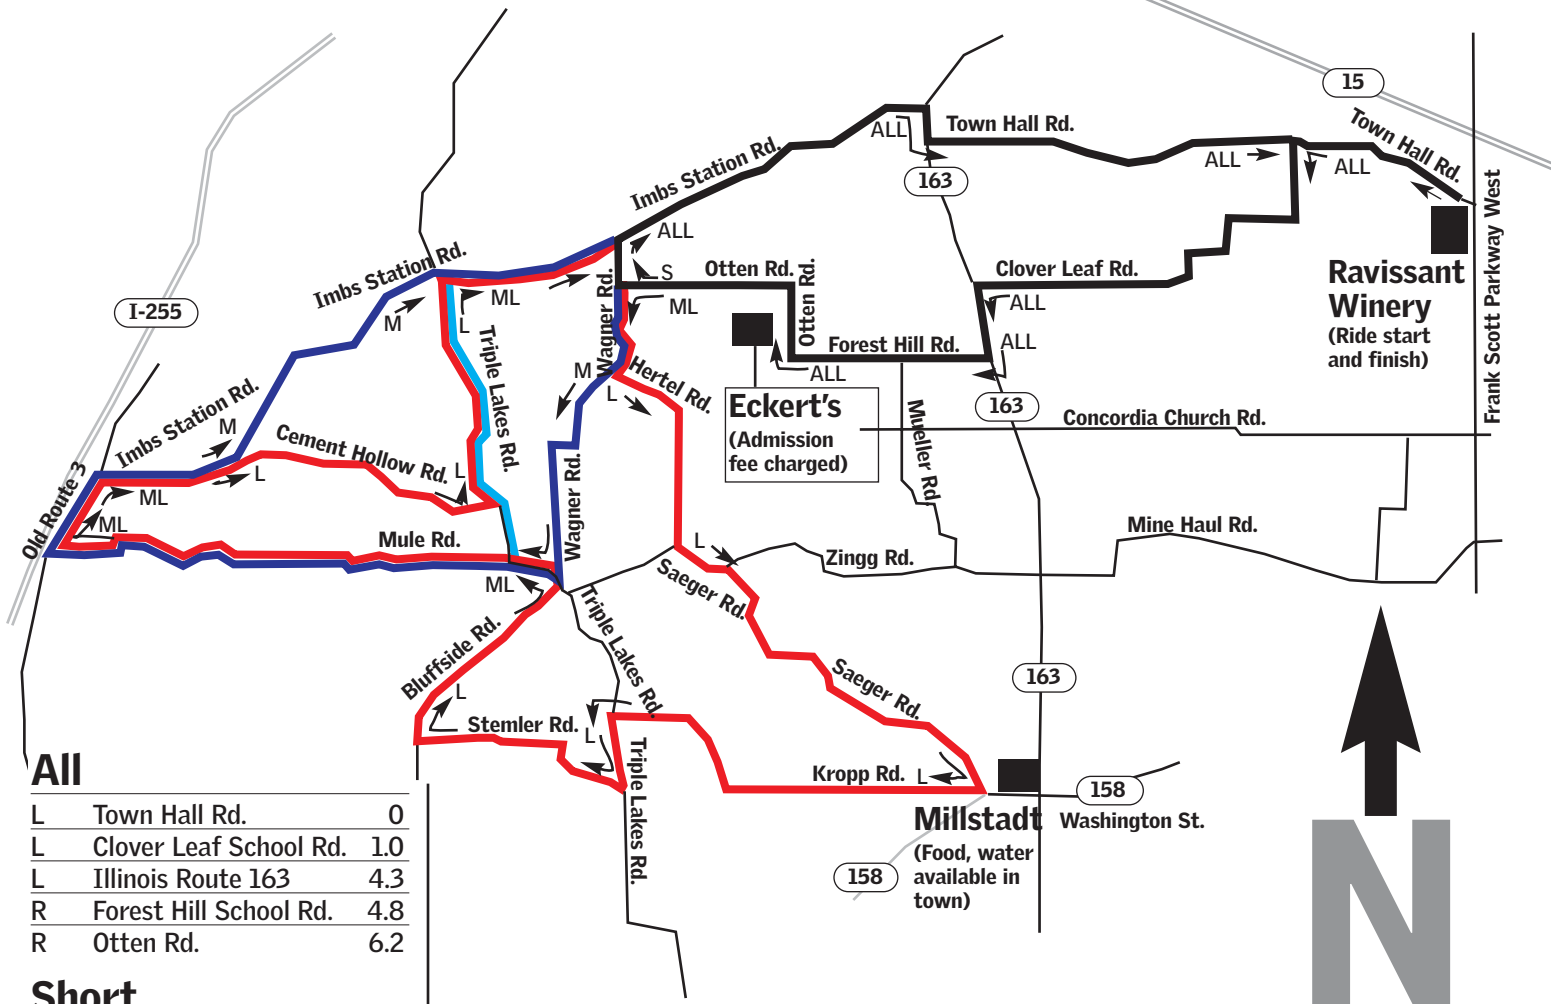 15
Town Hall Rd.
Town Hall Rd.
ALL
ALL
ALL
Imbs Station Rd.
163
Frank Scott Parkway West
ALL
Imbs Station Rd.
S
Otten Rd.
Otten Rd.
Clover Leaf Rd.
Ravissant
Winery
(Ride start
and finish)
I-255
ML
ML
M
L
Wagner Rd.
ALL
ALL
Forest Hill Rd.
ALL
Triple Lakes Rd.
M
L
Hertel Rd.
Eckert's
(Admission
fee charged)
Mueller Rd.
163
Concordia Church Rd.
Imbs Station Rd.
M
Cement Hollow Rd.
L
L
ML
ML
Old Route 3
Mule Rd.
Wagner Rd.
ML
L
Zingg Rd.
Mine Haul Rd.
Saeger Rd.
Triple Lakes Rd.
Bluffside Rd.
L
Stemler Rd.
L
Saeger Rd.
163
Triple Lakes Rd.
Kropp Rd.
L
158
Millstadt
Washington St.
(Food, water
available in
town)
158
All
L Town Hall Rd. 0
L Clover Leaf School Rd. 1.0
L Illinois Route 163 4.3
R Forest Hill School Rd. 4.8
R Otten Rd. 6.2
Short
N